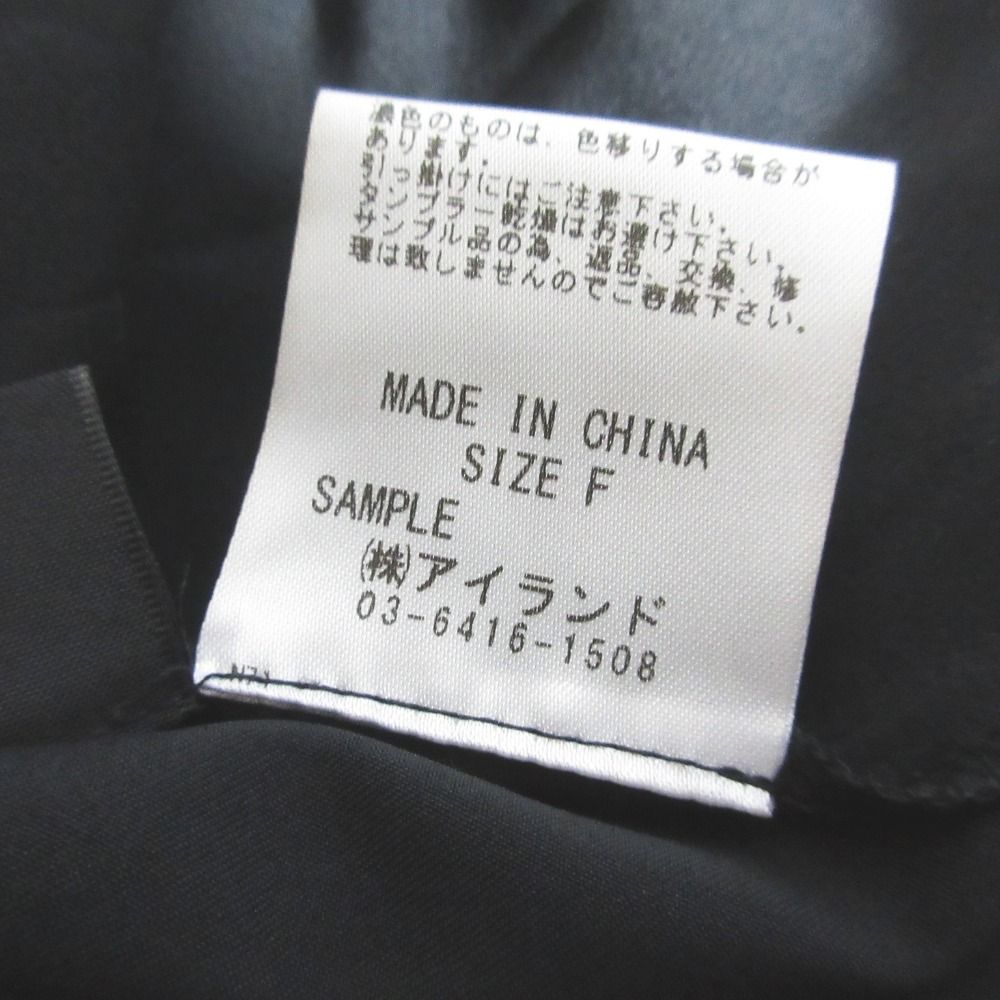 濃色のものは、色移りする場合が
あります。
引っ掛けにはご注意下さい。
タンブラー乾燥はお避け下さい。
サンプル品の為、返品、交換、修
理は致しませんのでご容赦下さい。
MADE IN CHINA
SIZE F
SAMPLE
(株)アイランド
03-6416-1508